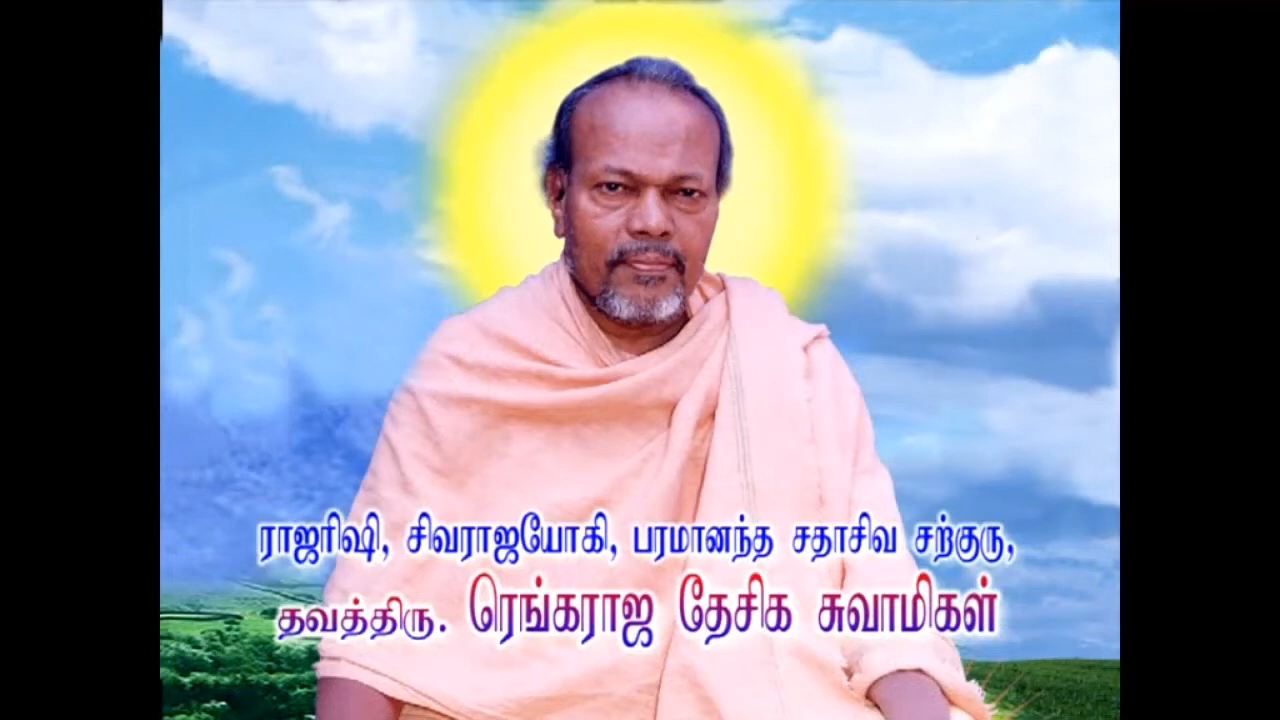 ராஜரிஷி, சிவராஜயோகி, பரமானந்த சதாசிவ சற்குரு,
தவத்திரு. ரெங்கராஜ தேசிக சுவாமிகள்